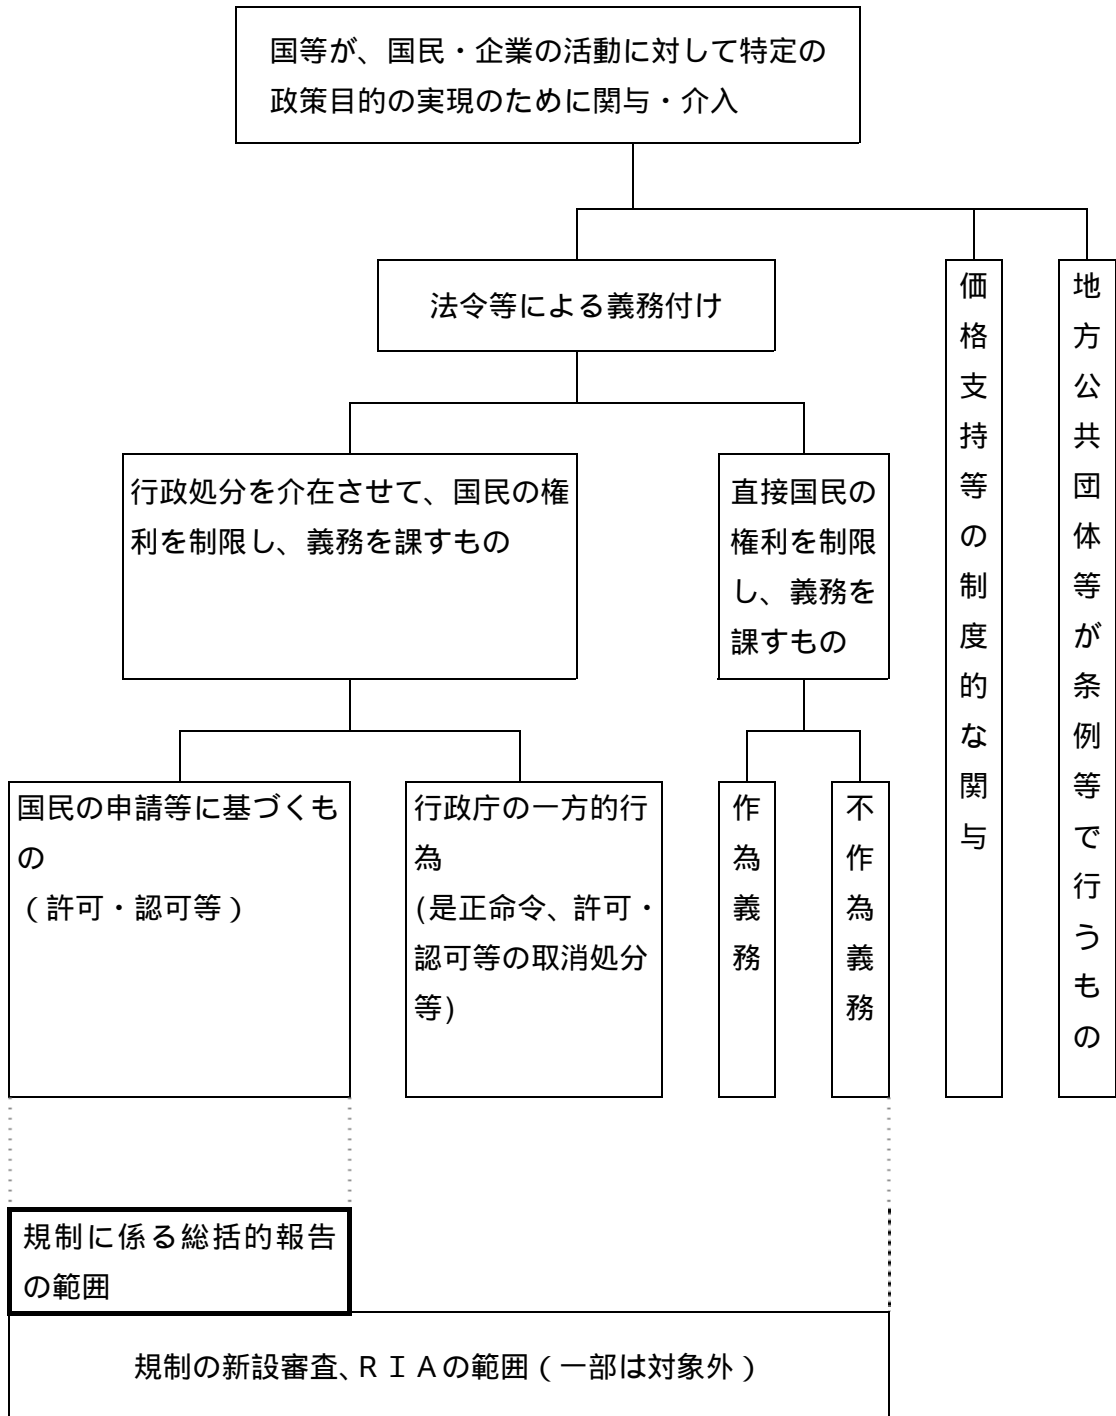 国等が、国民・企業の活動に対して特定の
政策目的の実現のために関与・介入
法令等による義務付け
価格支持等の制度的な関与
地方公共団体等が条例等で行うもの
行政処分を介在させて、国民の権
利を制限し、義務を課すもの
直接国民の
権利を制限
し、義務を
課すもの
国民の申請等に基づくも
の
（許可・認可等）
行政庁の一方的行
為
(是正命令、許可・
認可等の取消処分
等)
作為義務
不作為義務
規制に係る総括的報告
の範囲
規制の新設審査、ＲＩＡの範囲（一部は対象外）